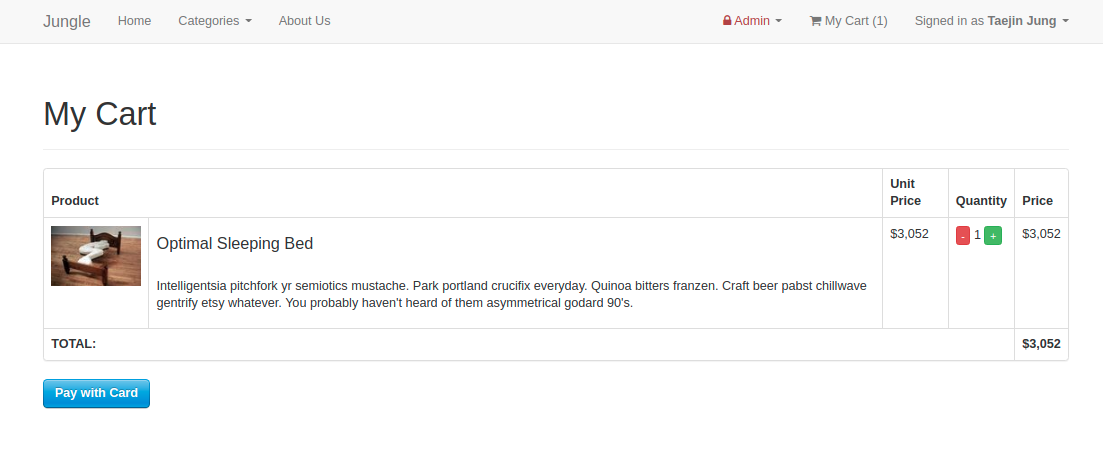 Jungle Home Categories About Us Admin My Cart (1) Signed in as Taejin Jung
My Cart
Product Unit Price Quantity Price
Optimal Sleeping Bed $3,052 - 1 + $3,052
Intelligentsia pitchfork yr semiotics mustache. Park portland crucifix everyday. Quinoa bitters franzen. Craft beer pabst chillwave
gentrify etsy whatever. You probably haven't heard of them asymmetrical godard 90's.
TOTAL: $3,052
Pay with Card